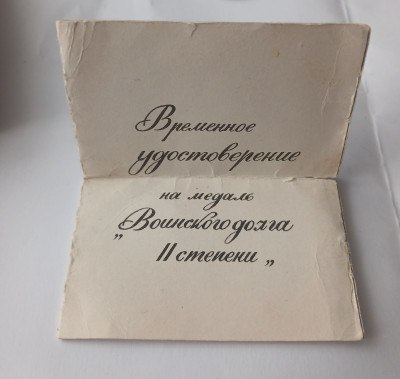 Временное
удостоверение
на медаль
„Воинского долга
II степени„